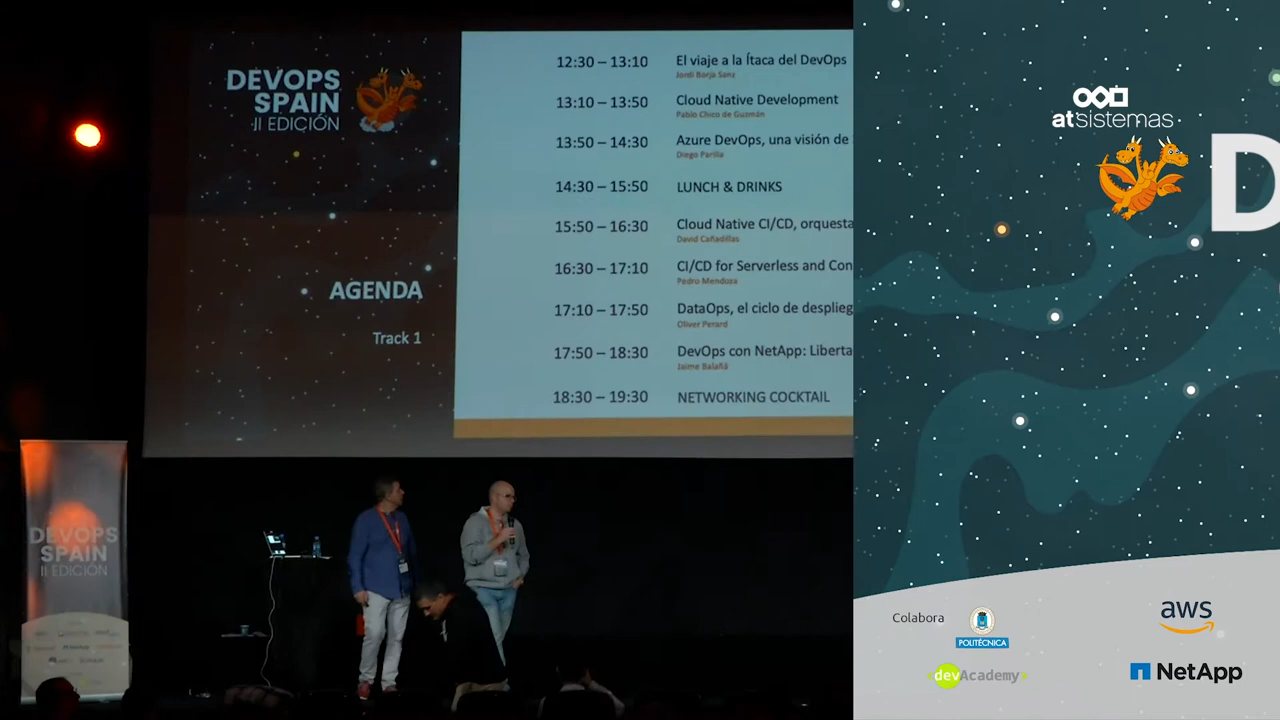 DEVOPS
SPAIN
II EDICIÓN
AGENDA
Track 1
12:30 – 13:10 El viaje a la Ítaca del DevOps
Jordi Borja Sanz
13:10 – 13:50 Cloud Native Development
Pablo Chico de Guzmán
13:50 – 14:30 Azure DevOps, una visión de
Diego Parilla
14:30 – 15:50 LUNCH & DRINKS
15:50 – 16:30 Cloud Native CI/CD, orquesta
David Cañadillas
16:30 – 17:10 CI/CD for Serverless and Con
Pedro Mendoza
17:10 – 17:50 DataOps, el ciclo de desplieg
Oliver Perard
17:50 – 18:30 DevOps con NetApp: Liberta
Jaime Balañá
18:30 – 19:30 NETWORKING COCKTAIL
DEVOPS
SPAIN
II EDICIÓN
atsistemas
D
Colabora
POLITÉCNICA
devAcademy
aws
NetApp